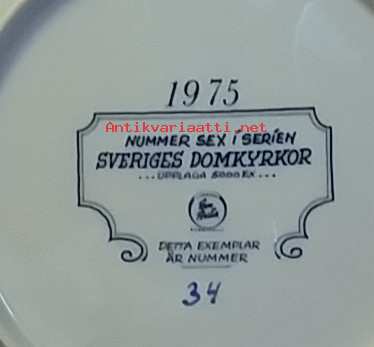 1975
Antikvariaatti.net
NUMMER SEX i SERiEN
SVERIGES DOMKYRKOR
...UPPLAGA 5000 EX...
DETTA EXEMPLAR
ÄR NUMMER
34